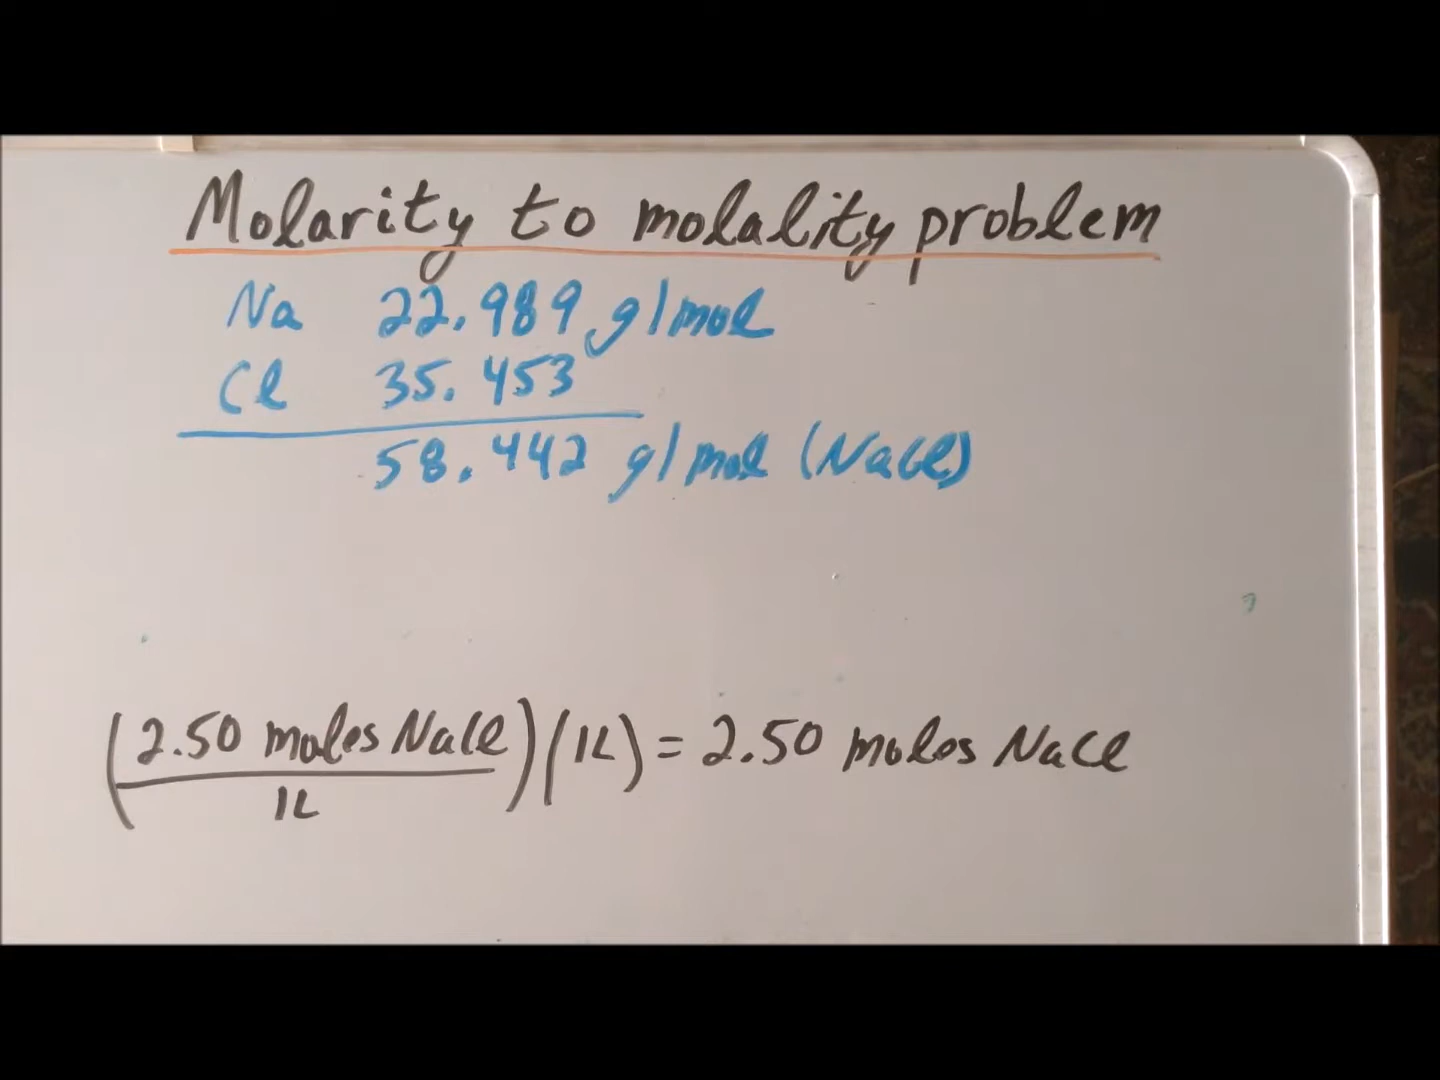 Molarity to molality problem
Na 22.989 g/mol
Cl 35.453
58.442 g/mol (NaCl)
(2.50 moles NaCl / 1L)(1L) = 2.50 moles NaCl